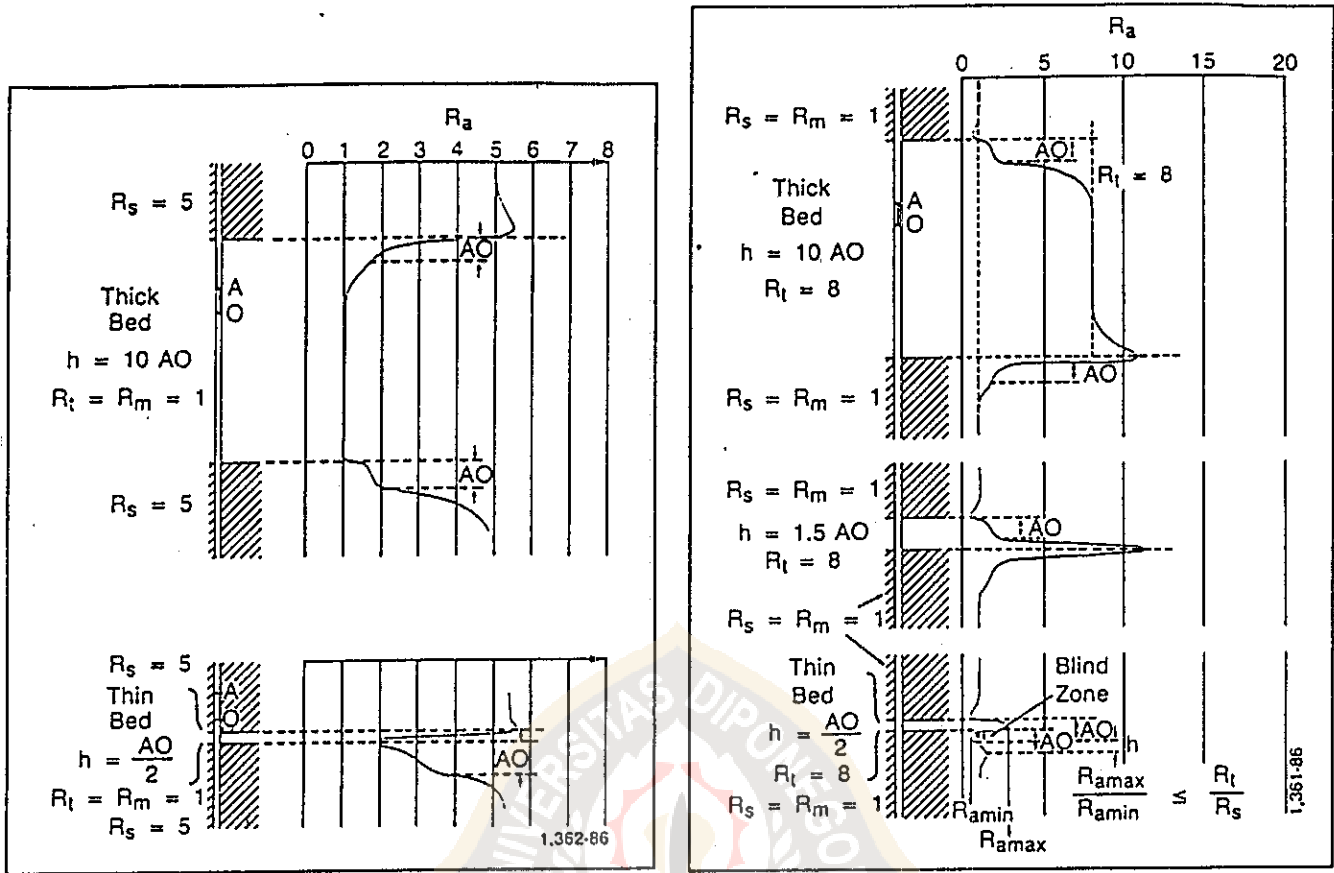 Ra
0 1 2 3 4 5 6 7 8
Rs = 5
AO
A
O
Thick
Bed
h = 10 AO
Rt = Rm = 1
AO
Rs = 5
Rs = 5
A
Thin
Bed
O
h = AO/2
AO
Rt = Rm = 1
Rs = 5
1,362-86
Ra
0 5 10 15 20
Rs = Rm = 1
AO
Rt = 8
Thick
Bed
A
O
h = 10 AO
Rt = 8
AO
Rs = Rm = 1
Rs = Rm = 1
AO
h = 1.5 AO
Rt = 8
Rs = Rm = 1
Thin
Bed
Blind
Zone
AO
AO
h
h = AO/2
Rt = 8
Rs = Rm = 1
Ramax/Ramin ≤ Rt/Rs
Ramin
Ramax
1,361-86
UNIVERSITAS DIPONEGORO